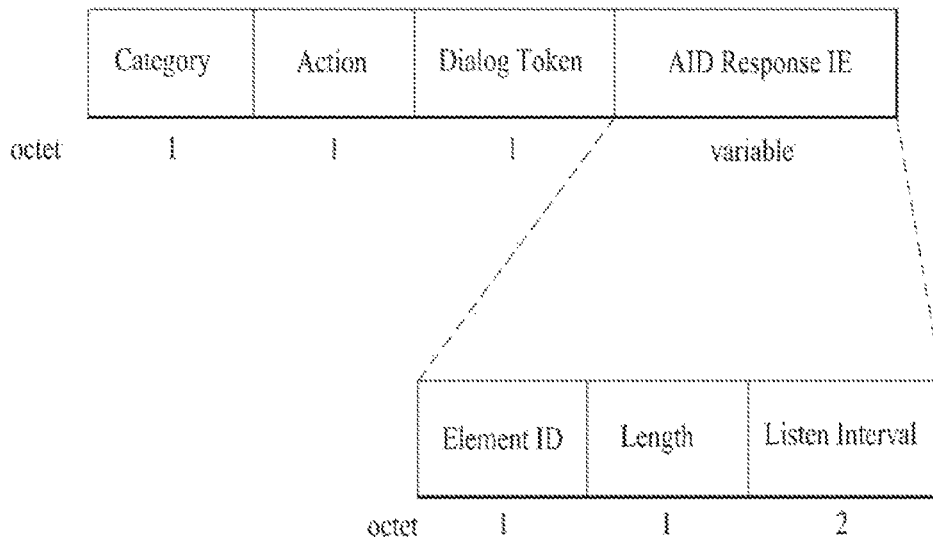 Category Action Dialog Token AID Response IE
octet 1 1 1 variable
Element ID Length Listen Interval
octet 1 1 2